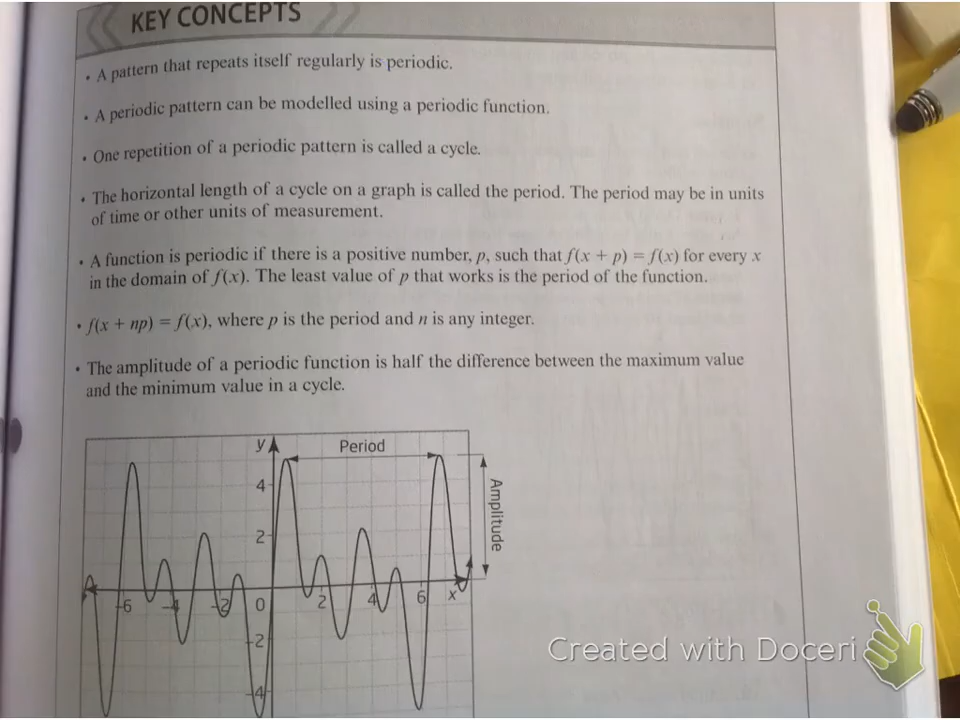 KEY CONCEPTS
• A pattern that repeats itself regularly is periodic.
• A periodic pattern can be modelled using a periodic function.
• One repetition of a periodic pattern is called a cycle.
• The horizontal length of a cycle on a graph is called the period. The period may be in units
of time or other units of measurement.
• A function is periodic if there is a positive number, p, such that f(x + p) = f(x) for every x
in the domain of f(x). The least value of p that works is the period of the function.
• f(x + np) = f(x), where p is the period and n is any integer.
• The amplitude of a periodic function is half the difference between the maximum value
and the minimum value in a cycle.
y
Period
Amplitude
4
2
-6 -4 -2 0 2 4 6 x
-2
-4
Created with Doceri